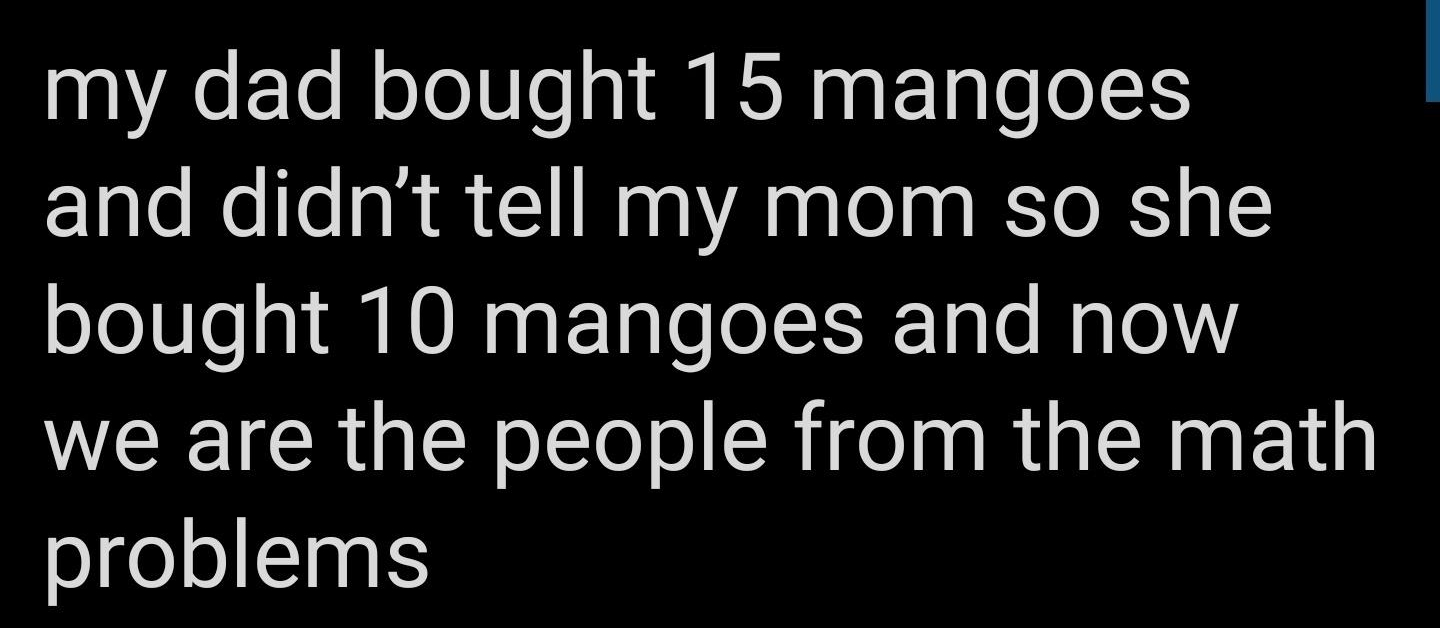 my dad bought 15 mangoes
and didn’t tell my mom so she
bought 10 mangoes and now
we are the people from the math
problems